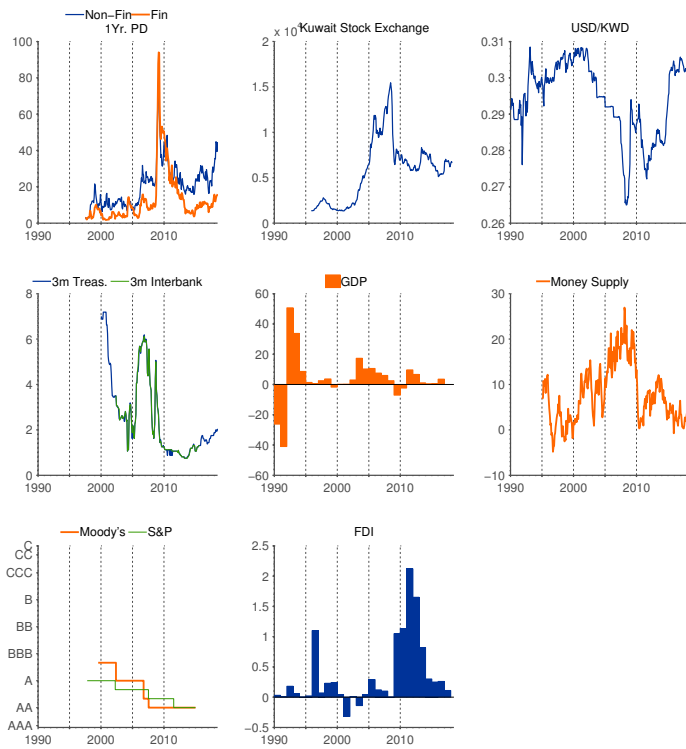 Non−Fin Fin
1Yr. PD
100
80
60
40
20
0
1990 2000 2010
2 x 10⁴ Kuwait Stock Exchange
1.5
1
0.5
0
1990 2000 2010
USD/KWD
0.31
0.3
0.29
0.28
0.27
0.26
1990 2000 2010
3m Treas. 3m Interbank
8
6
4
2
0
1990 2000 2010
GDP
60
40
20
0
−20
−40
−60
1990 2000 2010
Money Supply
30
20
10
0
−10
1990 2000 2010
Moody's S&P
C
CC
CCC
B
BB
BBB
A
AA
AAA
1990 2000 2010
FDI
2.5
2
1.5
1
0.5
0
−0.5
1990 2000 2010